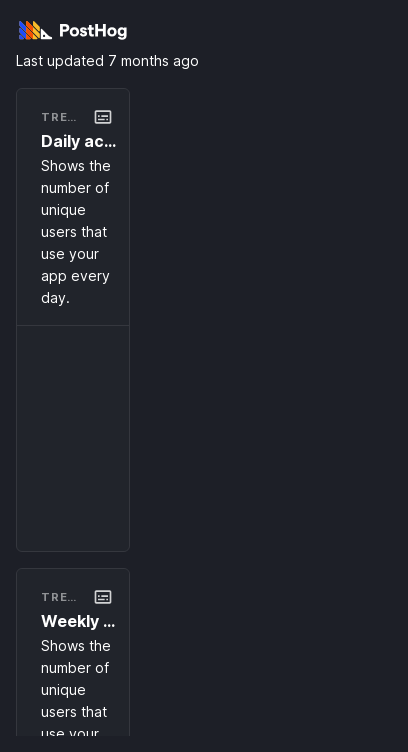 PostHog
Last updated 7 months ago
TRE...
Daily ac...
Shows the
number of
unique
users that
use your
app every
day.
TRE...
Weekly ...
Shows the
number of
unique
users that
use your